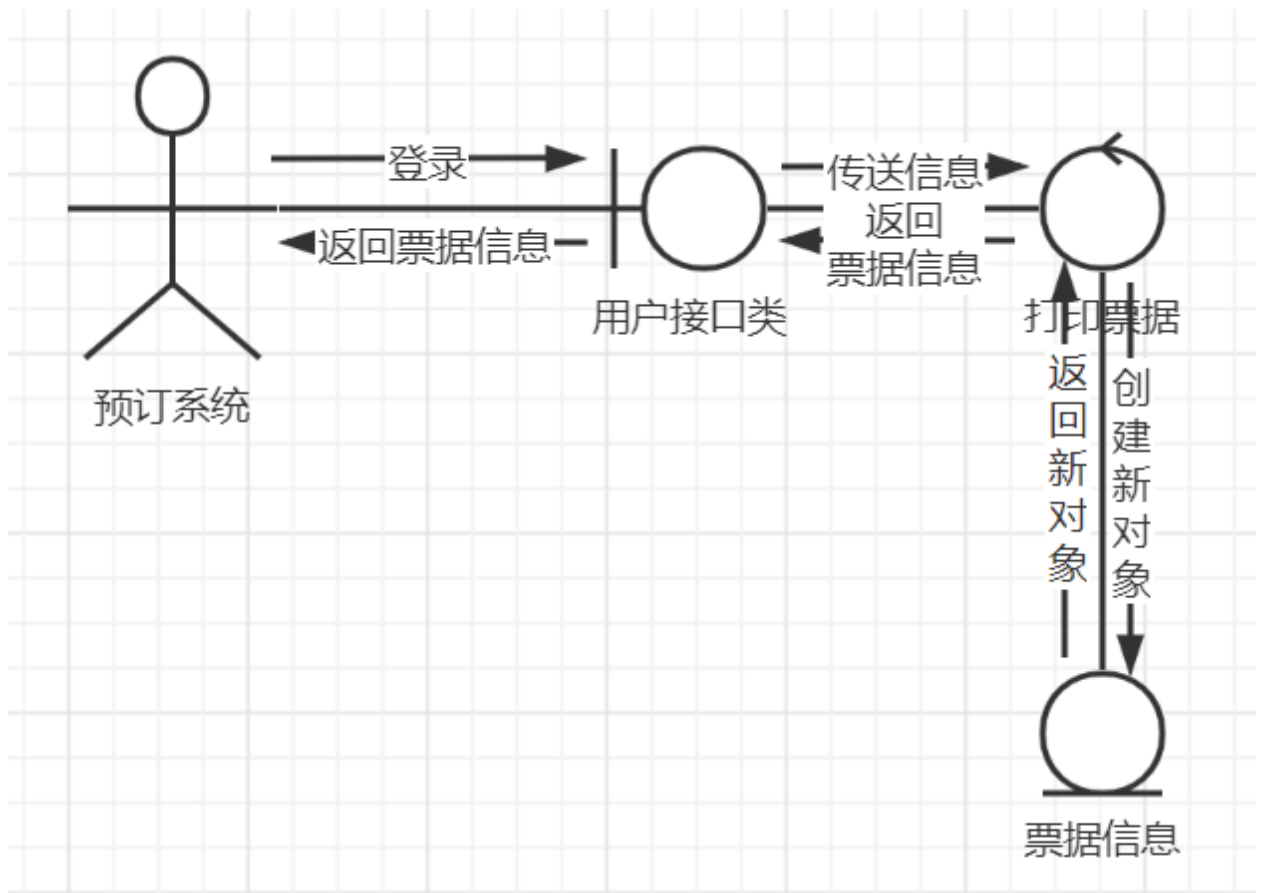 登录
返回票据信息
传送信息
返回
票据信息
用户接口类
打印票据
预订系统
返回新对象
创建新对象
票据信息